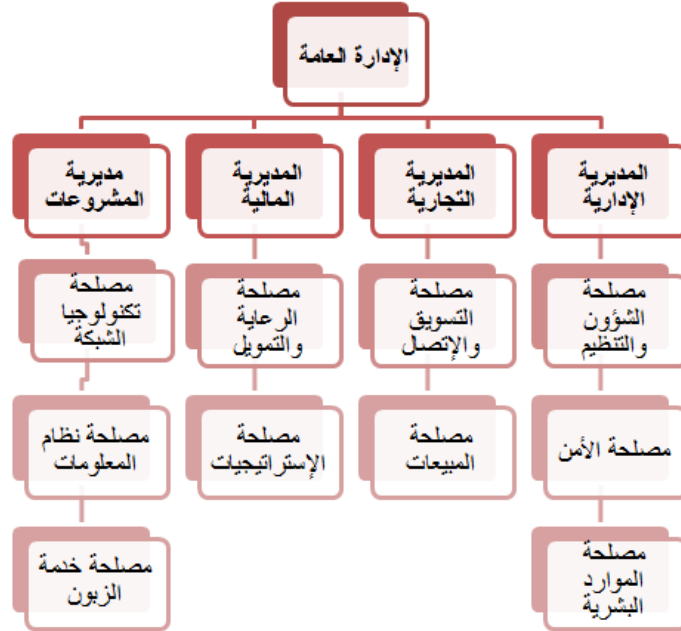 الإدارة العامة
المديرية
الإدارية
المديرية
التجارية
المديرية
المالية
مديرية
المشروعات
مصلحة
الشؤون
والتنظيم
مصلحة
التسويق
والإتصال
مصلحة
الرعاية
والتمويل
مصلحة
تكنولوجيا
الشبكة
مصلحة الأمن
مصلحة
المبيعات
مصلحة
الإستراتيجيات
مصلحة نظام
المعلومات
مصلحة
الموارد
البشرية
مصلحة خدمة
الزبون